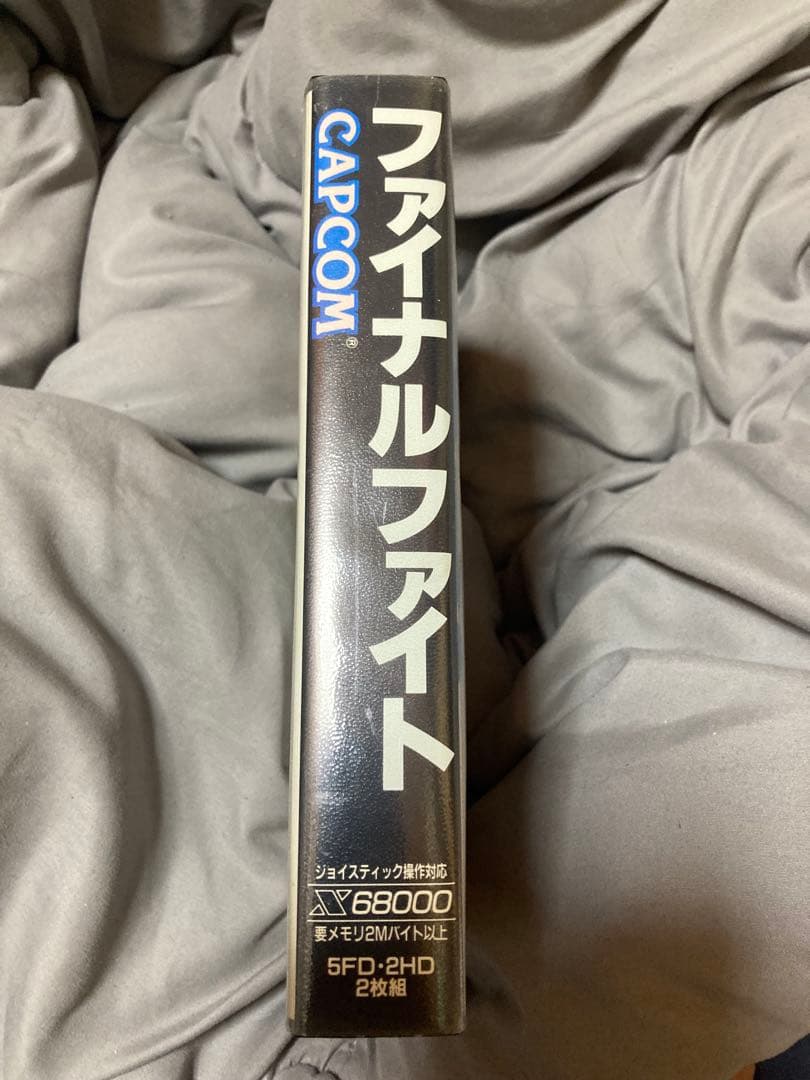 ファイナルファイト
CAPCOM®
ジョイスティック操作対応
X68000
要メモリ2Mバイト以上
5FD・2HD
2枚組